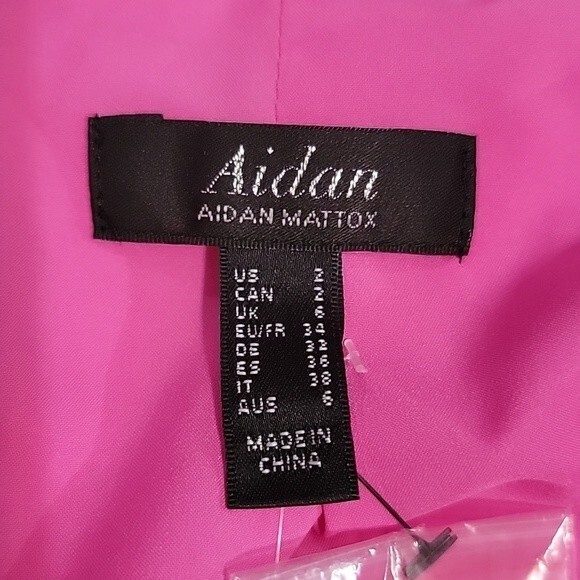 Aidan
AIDAN MATTOX
US 2
CAN 2
UK 6
EU/FR 34
DE 32
ES 36
IT 38
AUS 6
MADE IN
CHINA